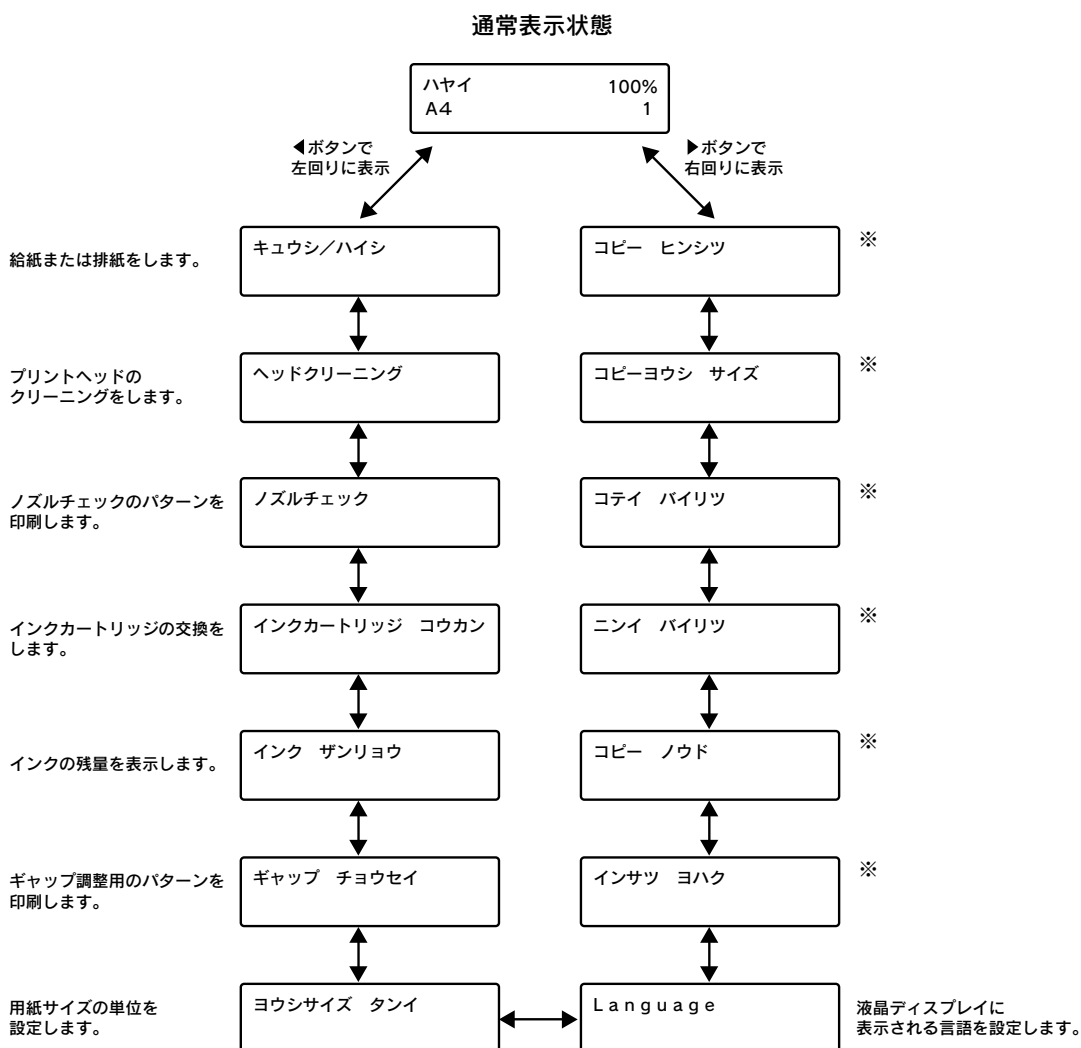 通常表示状態
ハヤイ 100%
A4 1
◀ボタンで
左回りに表示
▶ボタンで
右回りに表示
給紙または排紙をします。
キュウシ／ハイシ
コピー ヒンシツ
※
プリントヘッドの
クリーニングをします。
ヘッドクリーニング
コピーヨウシ サイズ
※
ノズルチェックのパターンを
印刷します。
ノズルチェック
コテイ バイリツ
※
インクカートリッジの交換を
します。
インクカートリッジ コウカン
ニンイ バイリツ
※
インクの残量を表示します。
インク ザンリョウ
コピー ノウド
※
ギャップ調整用のパターンを
印刷します。
ギャップ チョウセイ
インサツ ヨハク
※
用紙サイズの単位を
設定します。
ヨウシサイズ タンイ
Language
液晶ディスプレイに
表示される言語を設定します。